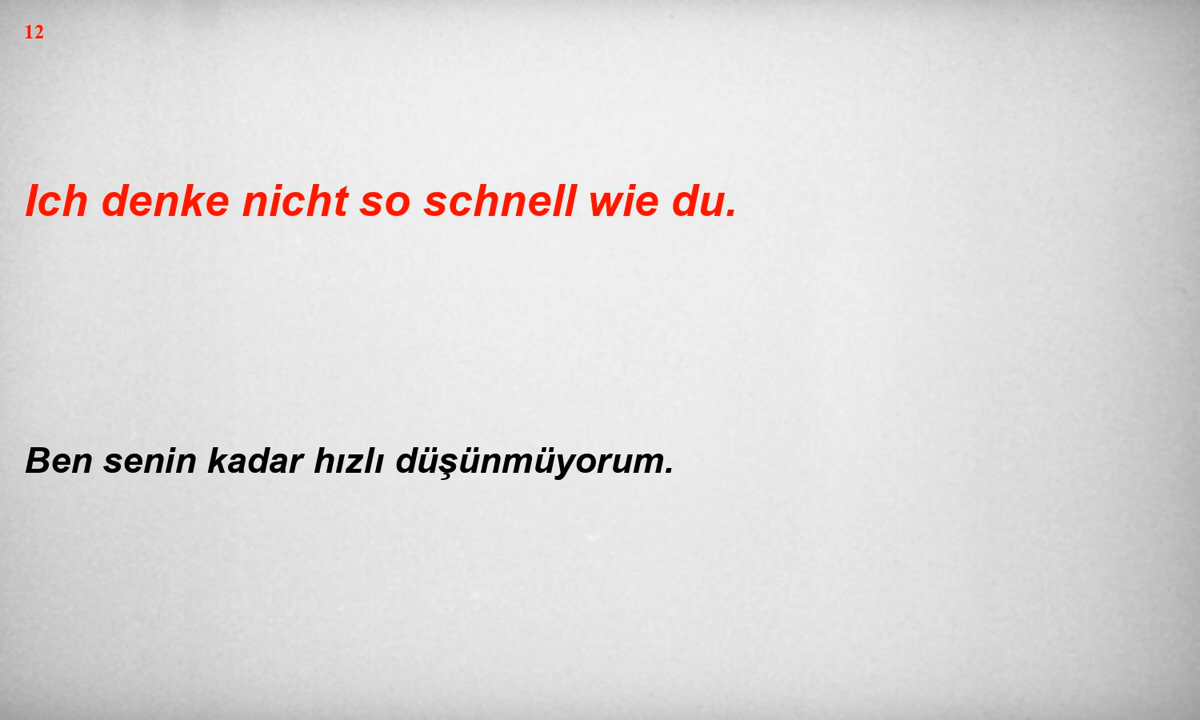 12
Ich denke nicht so schnell wie du.
Ben senin kadar hızlı düşünmüyorum.